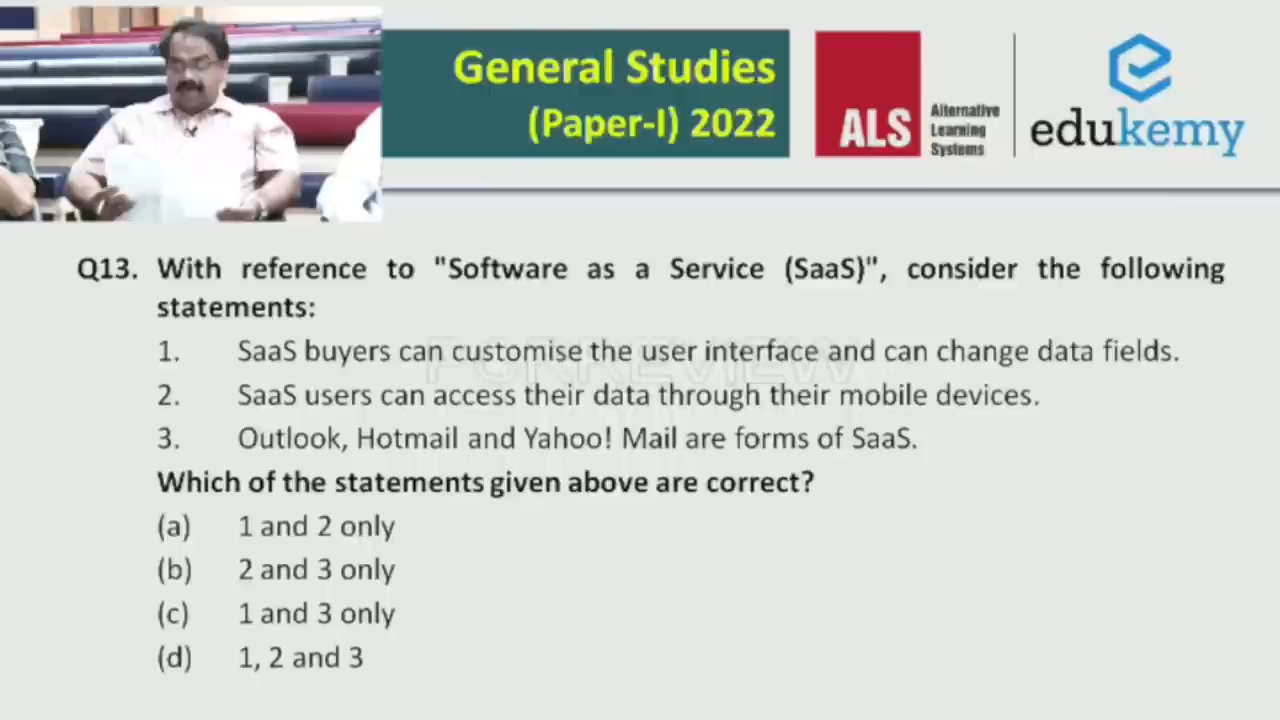 General Studies
(Paper-I) 2022
ALS
Alternative
Learning
Systems
edukemy
Q13. With reference to "Software as a Service (SaaS)", consider the following
statements:
1. SaaS buyers can customise the user interface and can change data fields.
2. SaaS users can access their data through their mobile devices.
3. Outlook, Hotmail and Yahoo! Mail are forms of SaaS.
Which of the statements given above are correct?
(a) 1 and 2 only
(b) 2 and 3 only
(c) 1 and 3 only
(d) 1, 2 and 3
FOR REVIEW